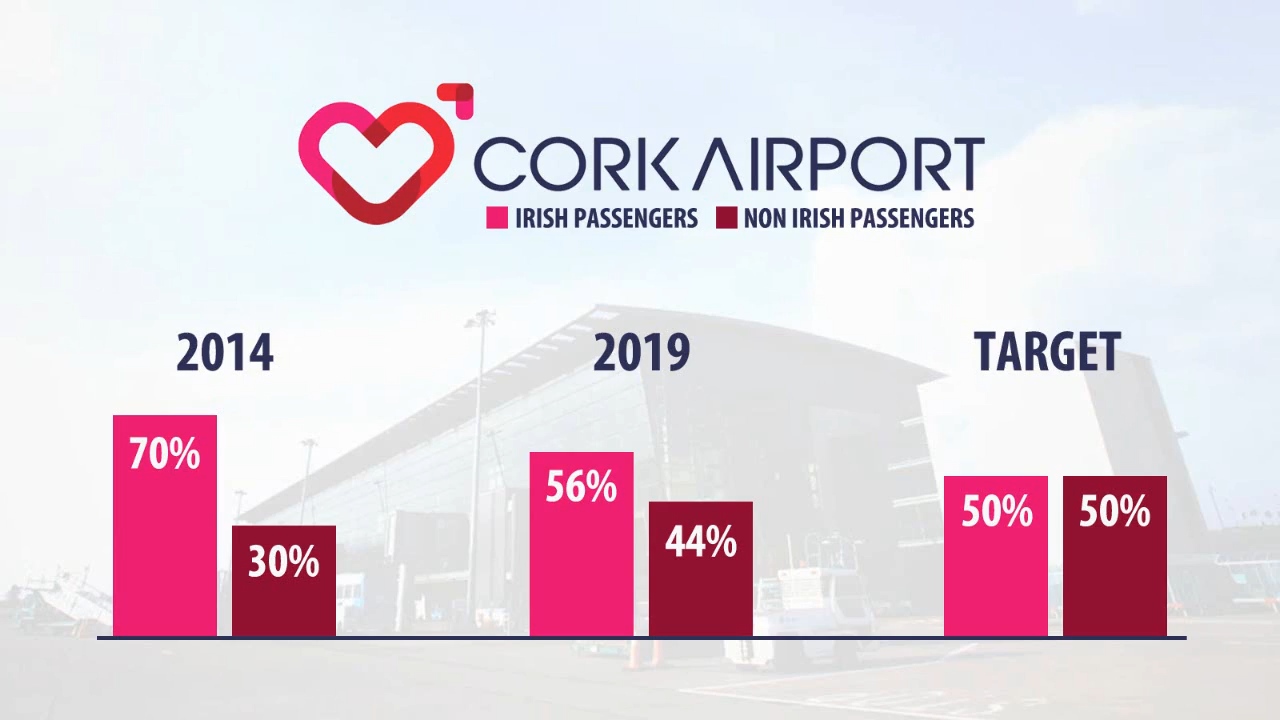 CORK AIRPORT
IRISH PASSENGERS NON IRISH PASSENGERS
2014 2019 TARGET
70% 30% 56% 44% 50% 50%